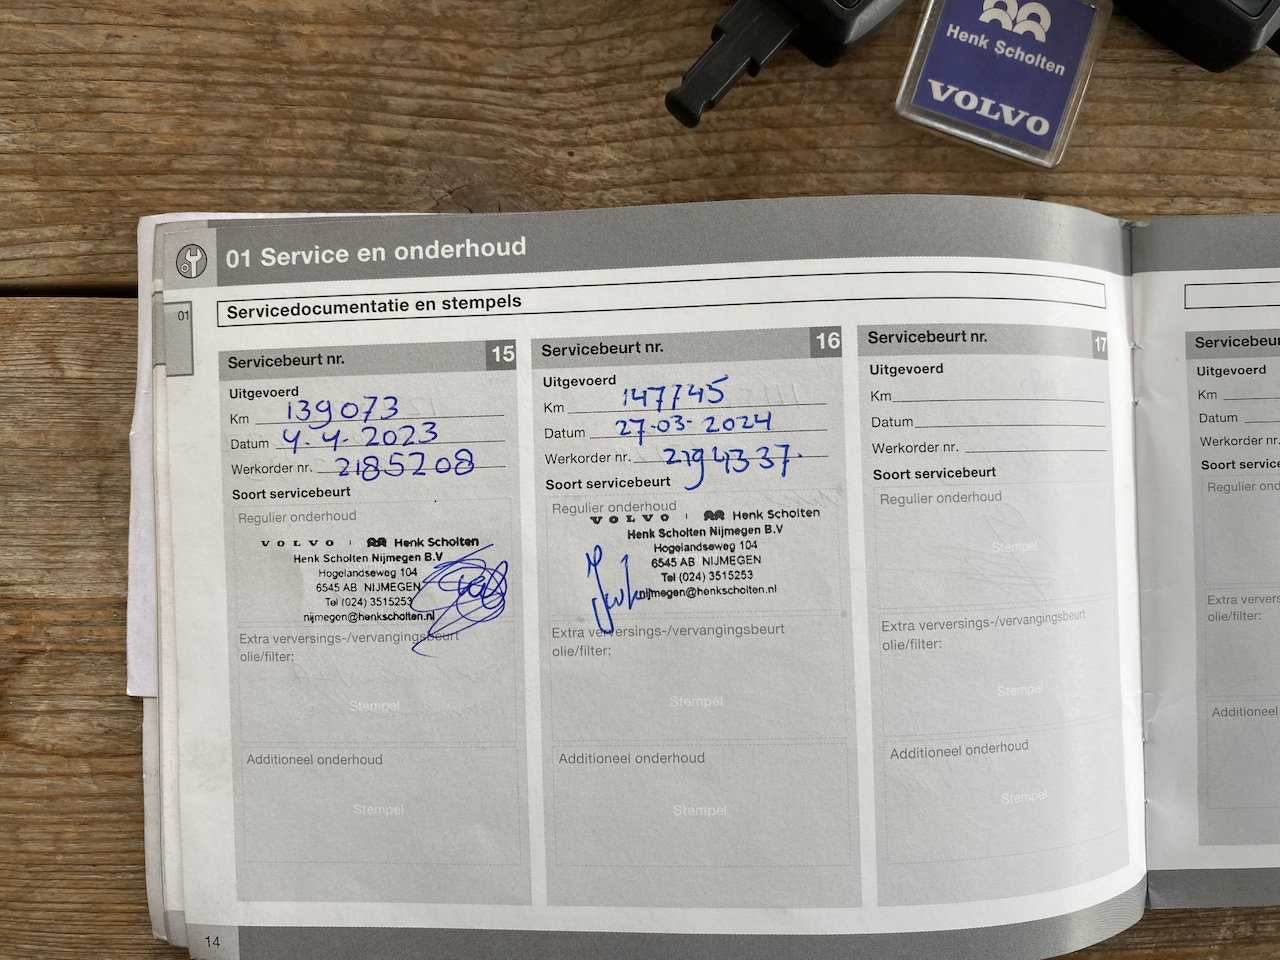 Henk Scholten
VOLVO
01 Service en onderhoud
01
Servicedocumentatie en stempels
Servicebeurt nr. 15
Uitgevoerd
Km 139073
Datum 4-4-2023
Werkorder nr. 2185208
Soort servicebeurt
Regulier onderhoud
VOLVO | Henk Scholten
Henk Scholten Nijmegen B.V
Hogelandseweg 104
6545 AB NIJMEGEN
Tel (024) 3515253
nijmegen@henkscholten.nl
Extra verversings-/vervangingsbeurt
olie/filter:
Stempel
Additioneel onderhoud
Stempel
Servicebeurt nr. 16
Uitgevoerd
Km 147745
Datum 27-03-2024
Werkorder nr. 2194337
Soort servicebeurt
Regulier onderhoud
VOLVO | Henk Scholten
Henk Scholten Nijmegen B.V
Hogelandseweg 104
6545 AB NIJMEGEN
Tel (024) 3515253
nijmegen@henkscholten.nl
Extra verversings-/vervangingsbeurt
olie/filter:
Stempel
Additioneel onderhoud
Stempel
Servicebeurt nr. 17
Uitgevoerd
Km
Datum
Werkorder nr.
Soort servicebeurt
Regulier onderhoud
Stempel
Extra verversings-/vervangingsbeurt
olie/filter:
Stempel
Additioneel onderhoud
Stempel
Servicebeur
Uitgevoerd
Km
Datum
Werkorder n
Soort service
Regulier ond
Extra ververs
olie/filter:
Additioneel
14